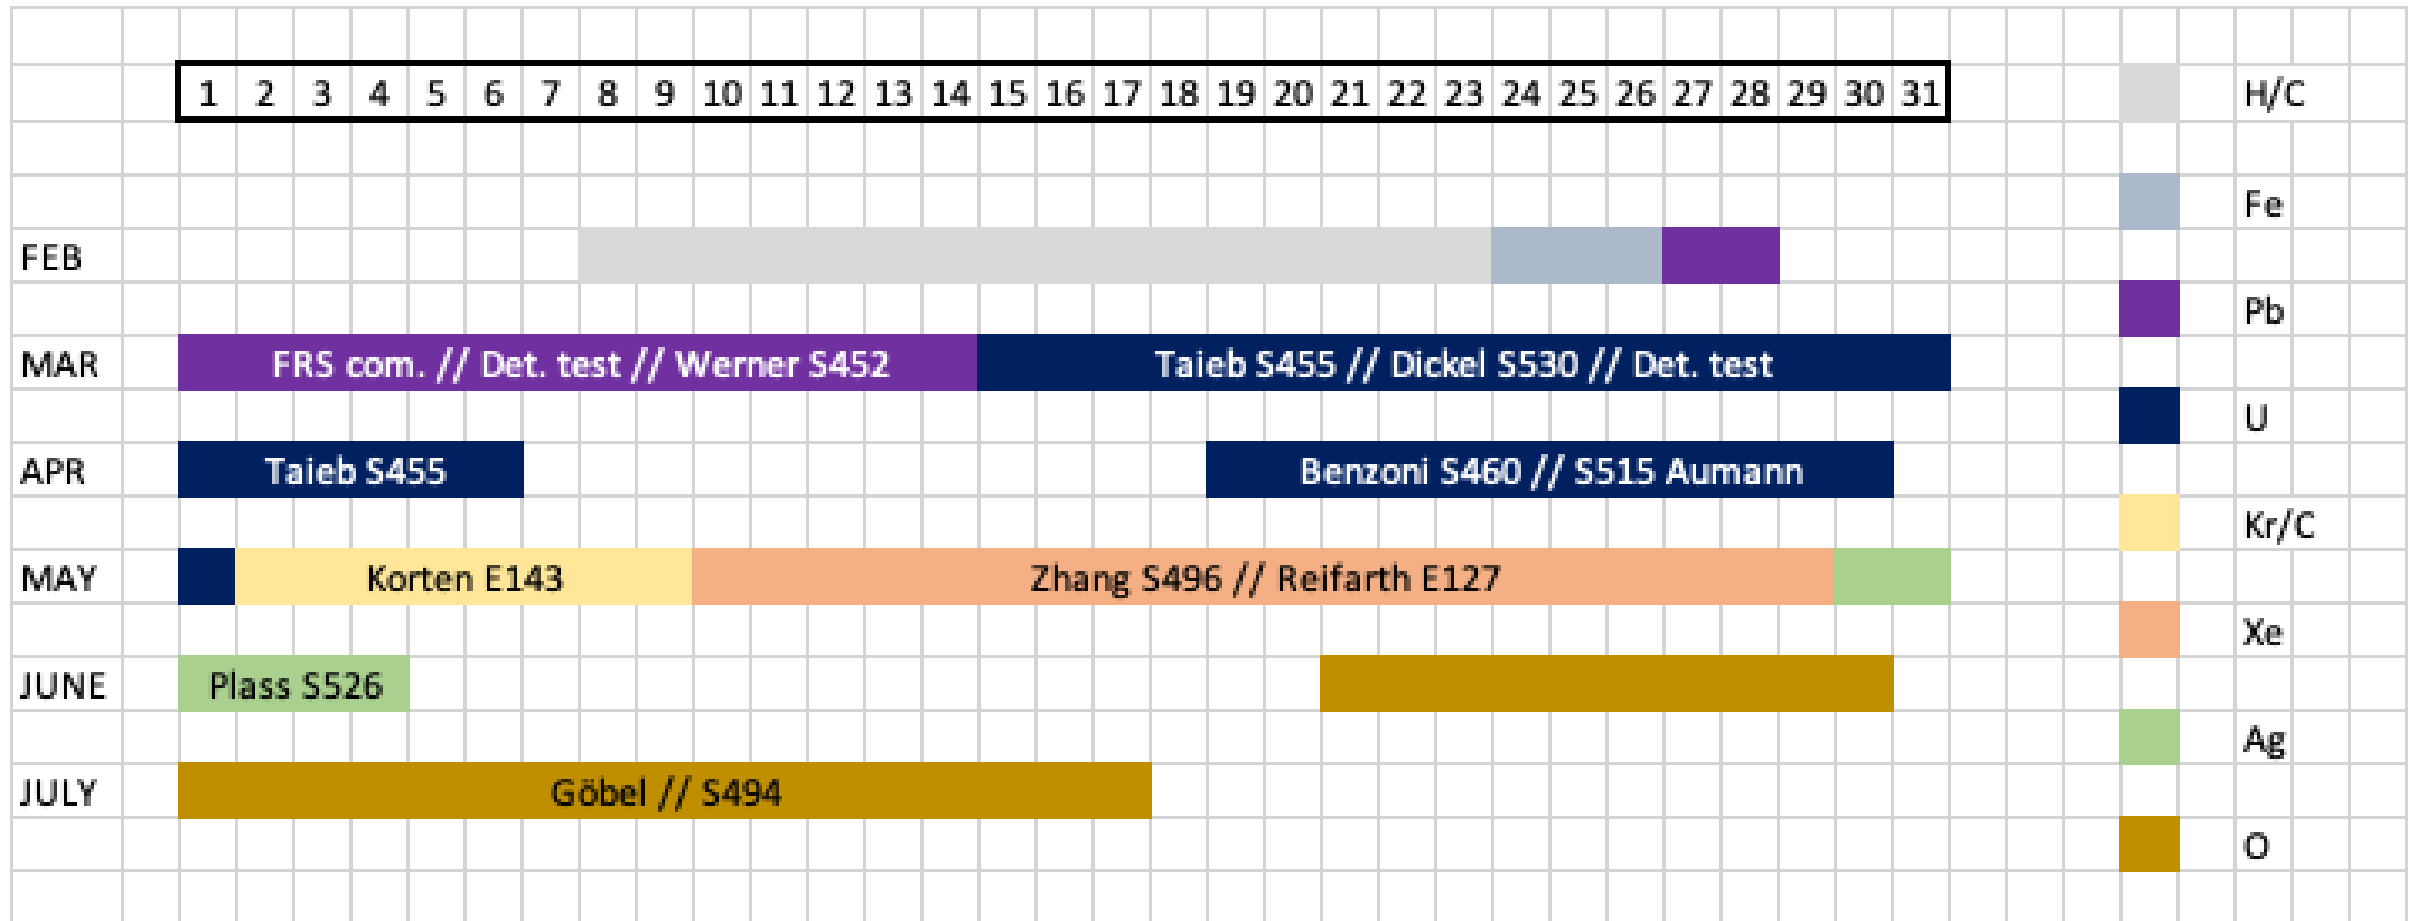 1 2 3 4 5 6 7 8 9 10 11 12 13 14 15 16 17 18 19 20 21 22 23 24 25 26 27 28 29 30 31 H/C
Fe
FEB
Pb
MAR FRS com. // Det. test // Werner S452 Taieb S455 // Dickel S530 // Det. test
U
APR Taieb S455 Benzoni S460 // S515 Aumann
Kr/C
MAY Korten E143 Zhang S496 // Reifarth E127
Xe
JUNE Plass S526
Ag
JULY Göbel // S494
O